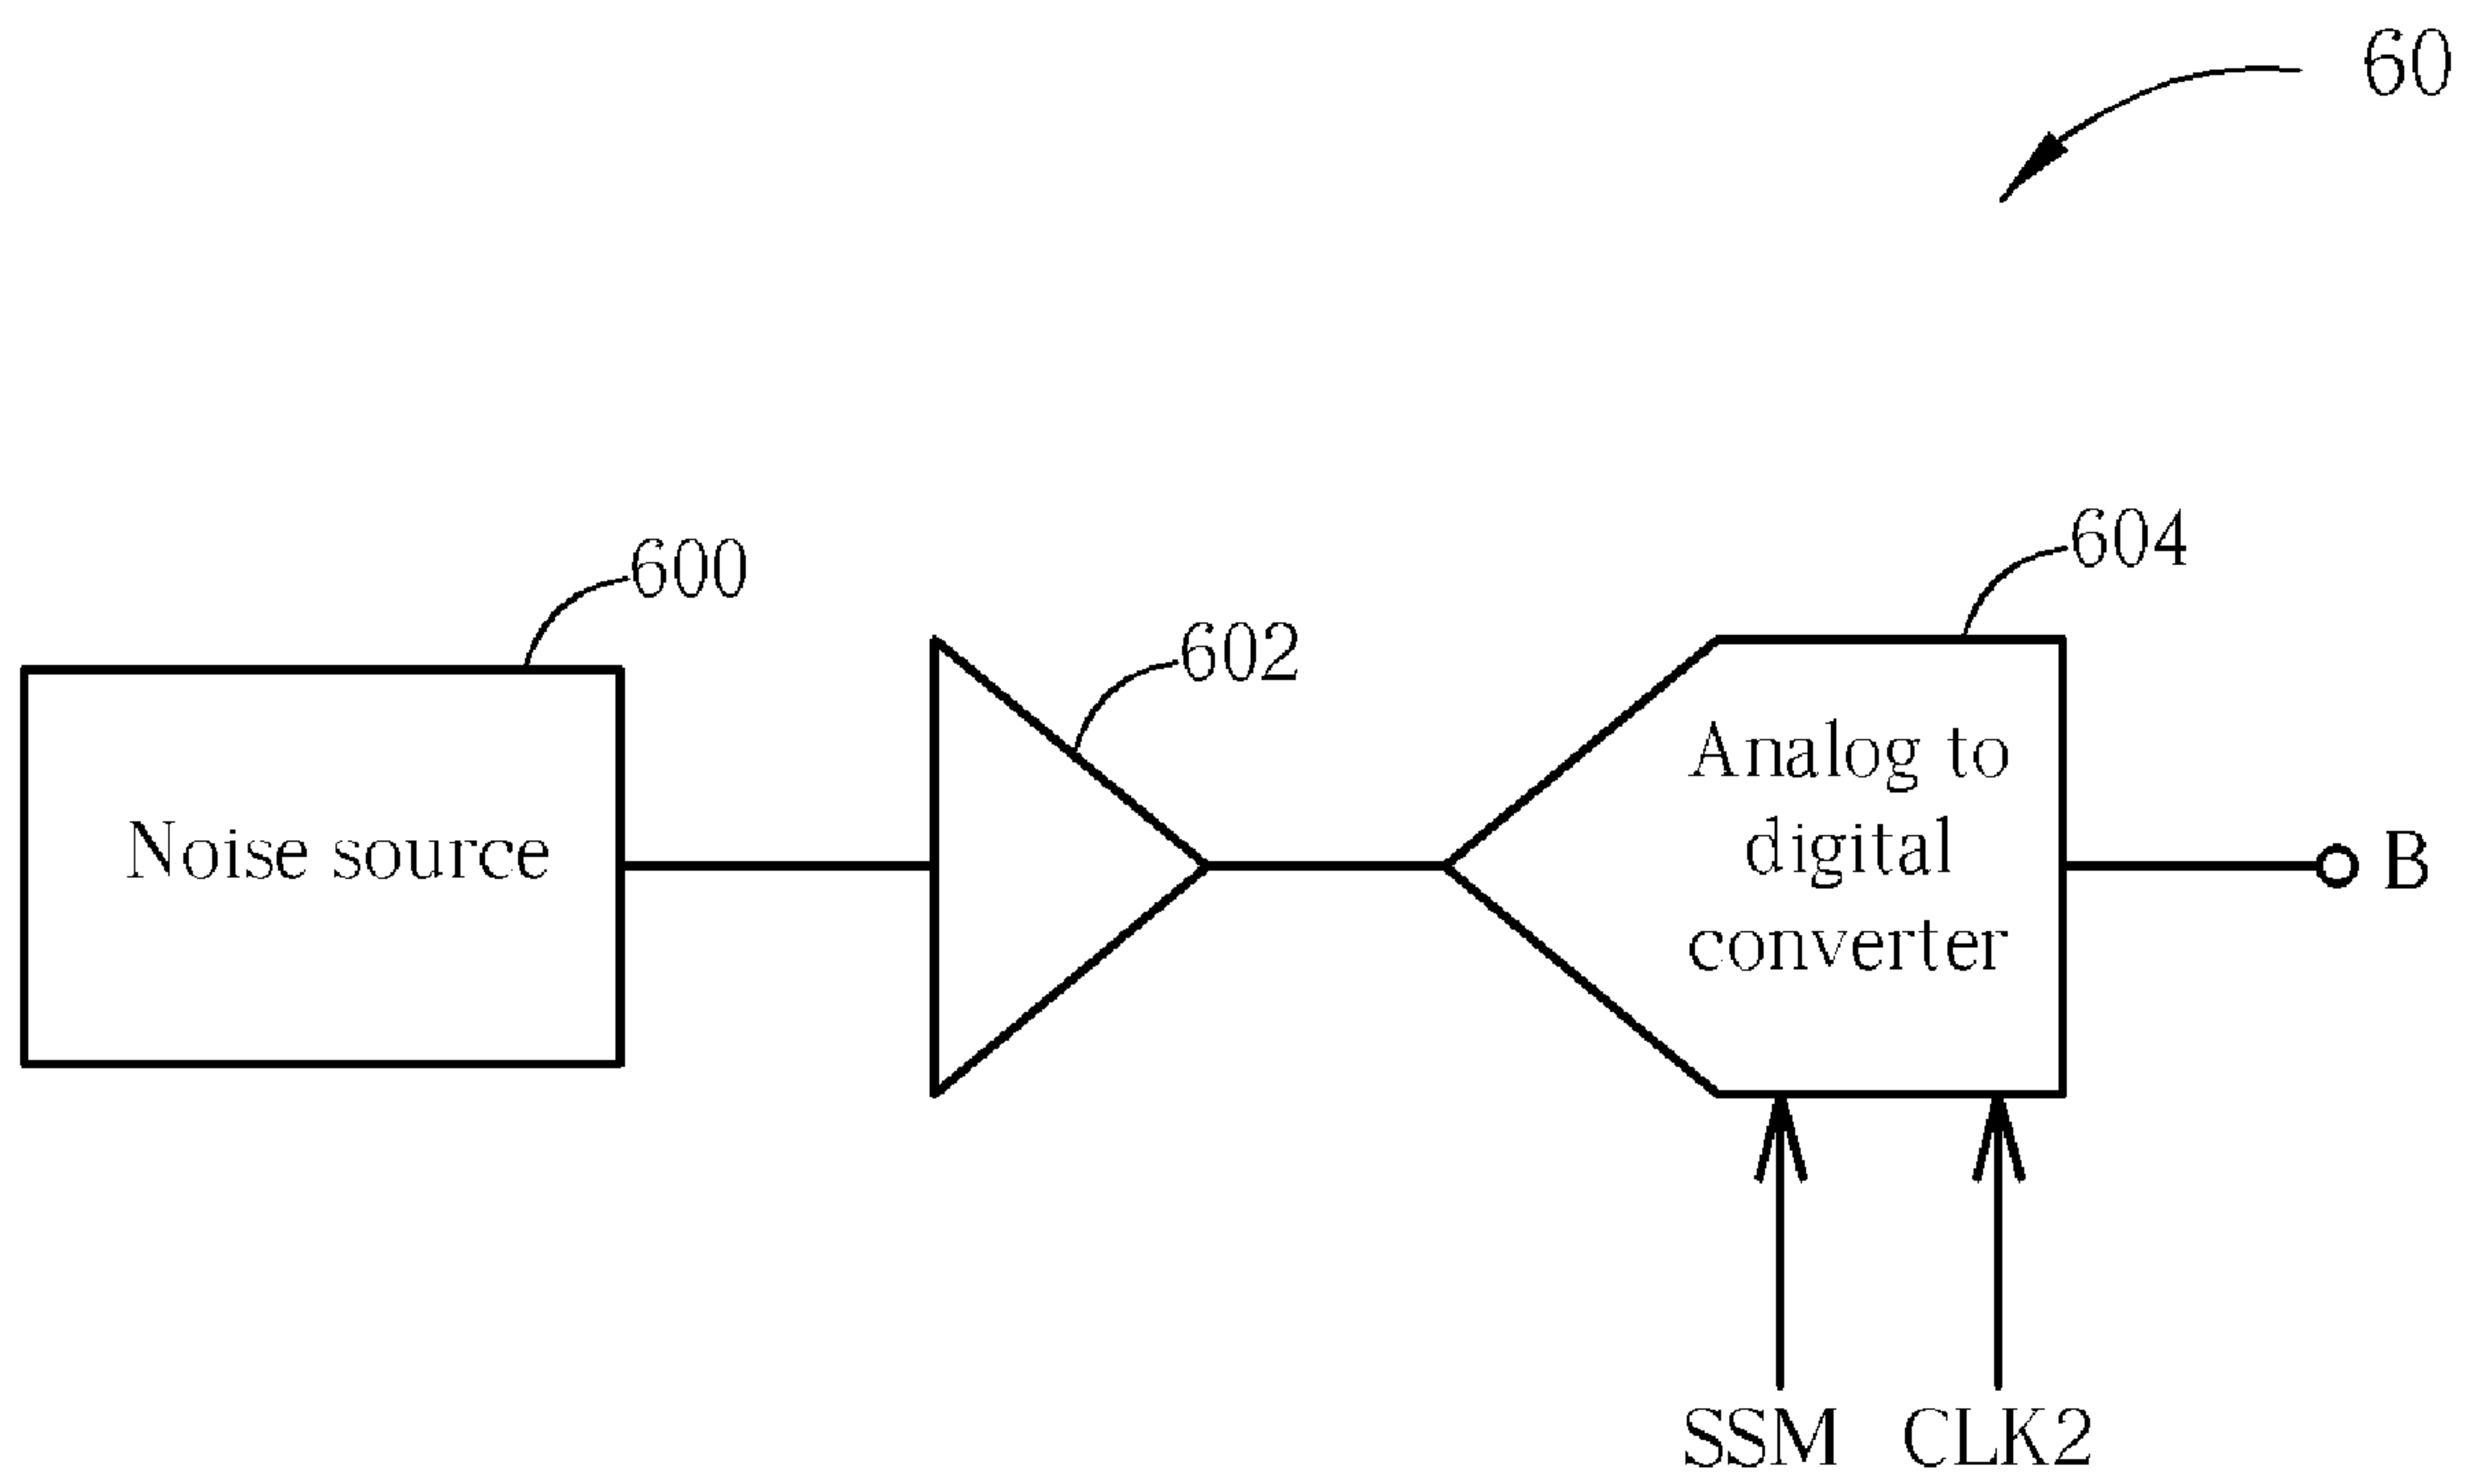 60
600
602
604
Noise source
Analog to
digital
converter
B
SSM CLK2